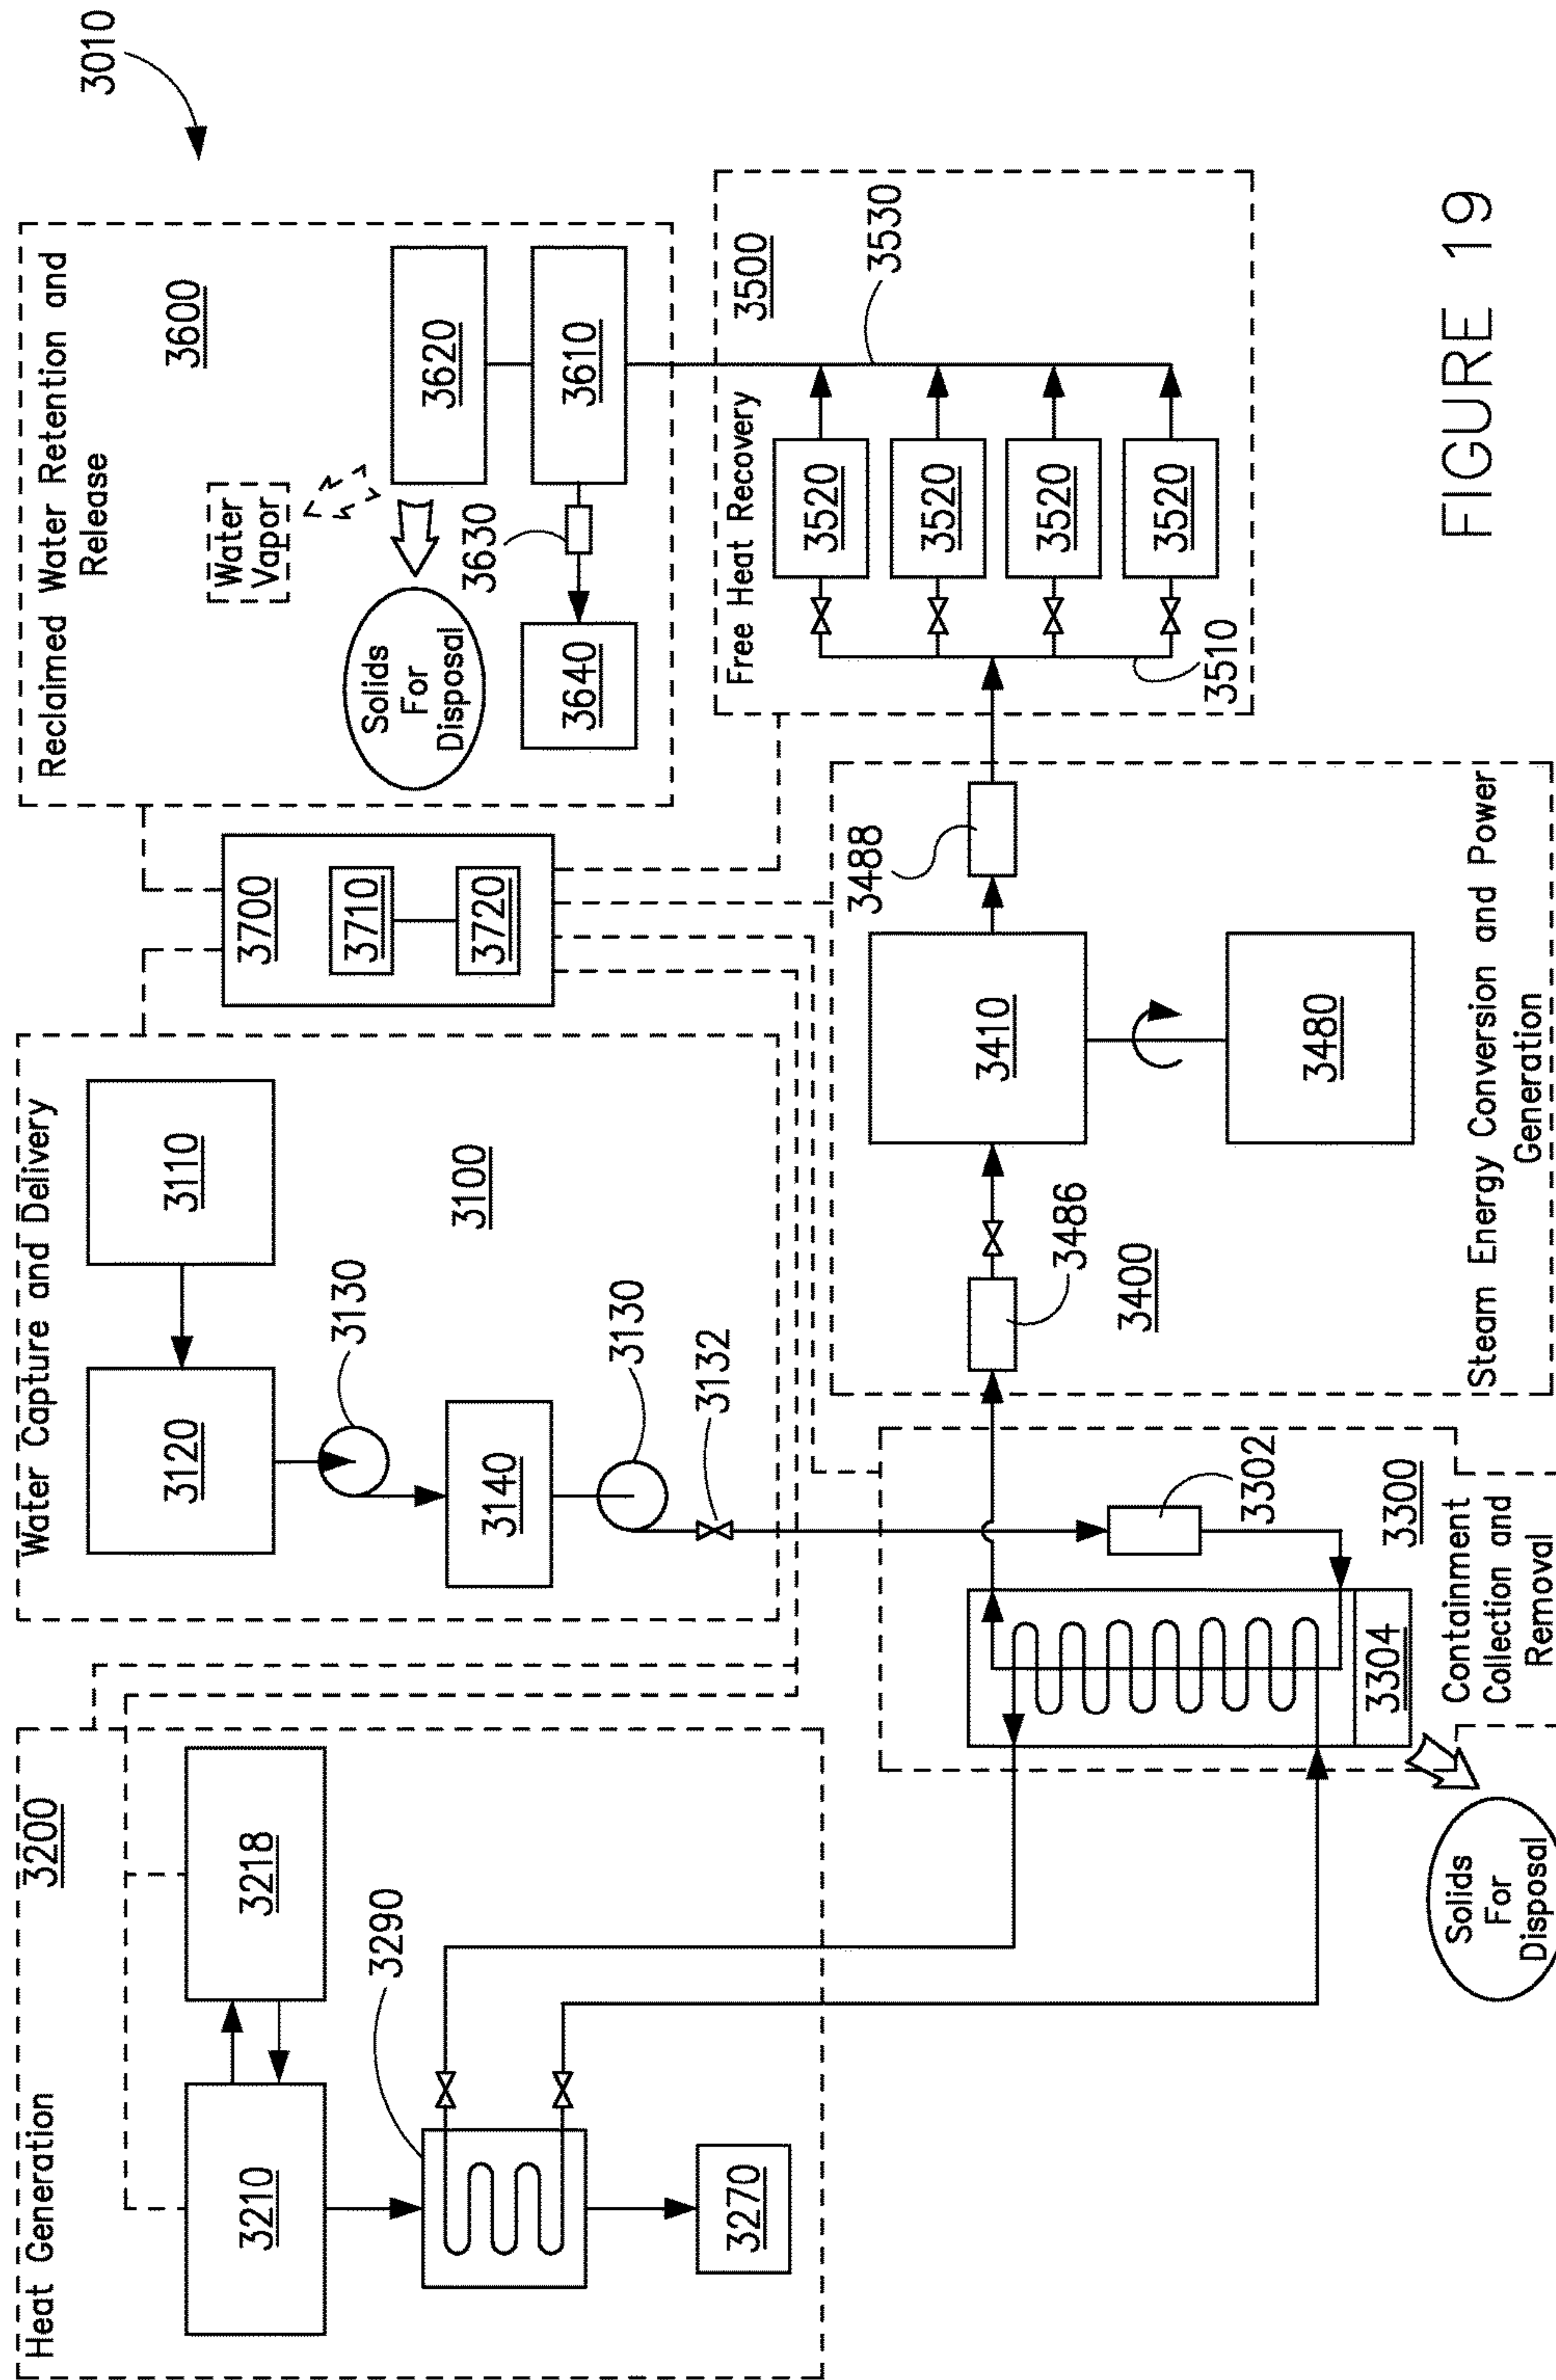 3010
Heat Generation
3200
3210
3218
3290
3270
Water Capture and Delivery
3110
3120
3130
3140
3130
3132
3100
3700
3710
3720
Reclaimed Water Retention and
Release
3600
Water
Vapor
3620
Solids
For
Disposal
3630
3610
3640
Free Heat Recovery
3500
3520
3520
3520
3520
3530
3510
3488
3410
3486
3480
3400
Steam Energy Conversion and Power
Generation
3302
3300
3304
Containment
Collection and
Removal
Solids
For
Disposal
FIGURE 19